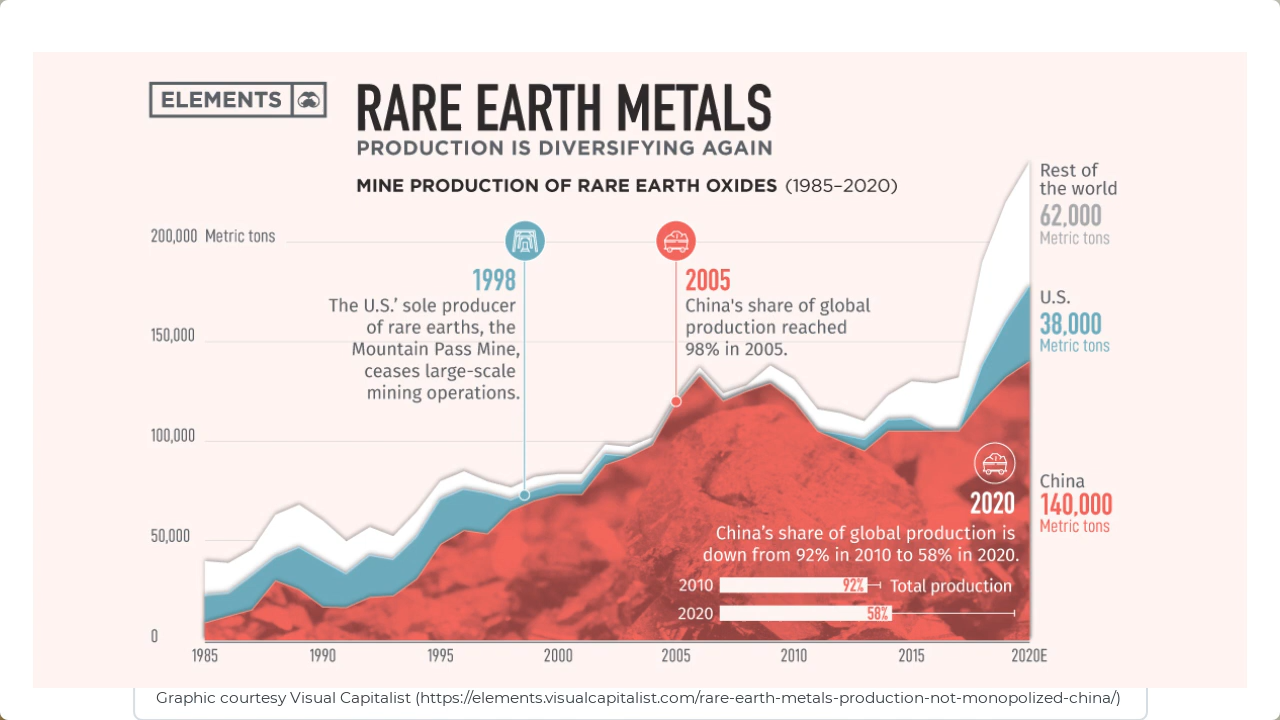 ELEMENTS
RARE EARTH METALS
PRODUCTION IS DIVERSIFYING AGAIN
MINE PRODUCTION OF RARE EARTH OXIDES (1985–2020)
200,000 Metric tons
150,000
100,000
50,000
0
1998
The U.S.’ sole producer
of rare earths, the
Mountain Pass Mine,
ceases large-scale
mining operations.
2005
China's share of global
production reached
98% in 2005.
Rest of
the world
62,000
Metric tons
U.S.
38,000
Metric tons
China
140,000
Metric tons
2020
China’s share of global production is
down from 92% in 2010 to 58% in 2020.
2010 92% Total production
2020 58%
1985 1990 1995 2000 2005 2010 2015 2020E
Graphic courtesy Visual Capitalist (https://elements.visualcapitalist.com/rare-earth-metals-production-not-monopolized-china/)